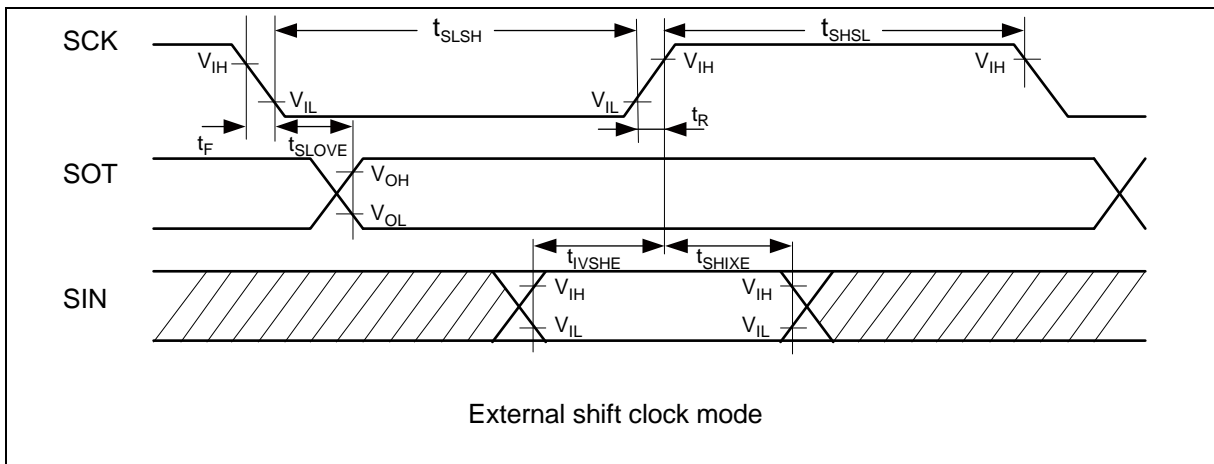 SCK
tSLSH
tSHSL
VIH
VIH
VIH
VIL
VIL
tR
tF
tSLOVE
SOT
VOH
VOL
tIVSHE
tSHIXE
SIN
VIH
VIH
VIL
VIL
External shift clock mode